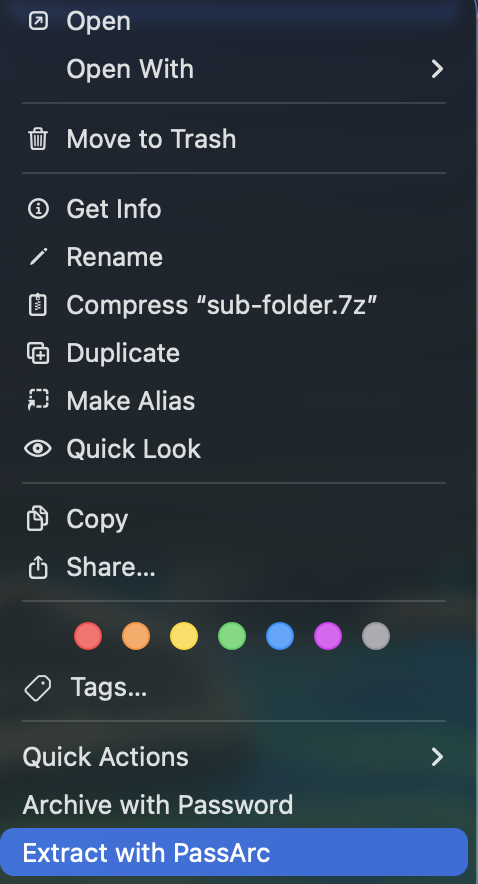 Open
Open With
Move to Trash
Get Info
Rename
Compress “sub-folder.7z”
Duplicate
Make Alias
Quick Look
Copy
Share...
Tags...
Quick Actions
Archive with Password
Extract with PassArc